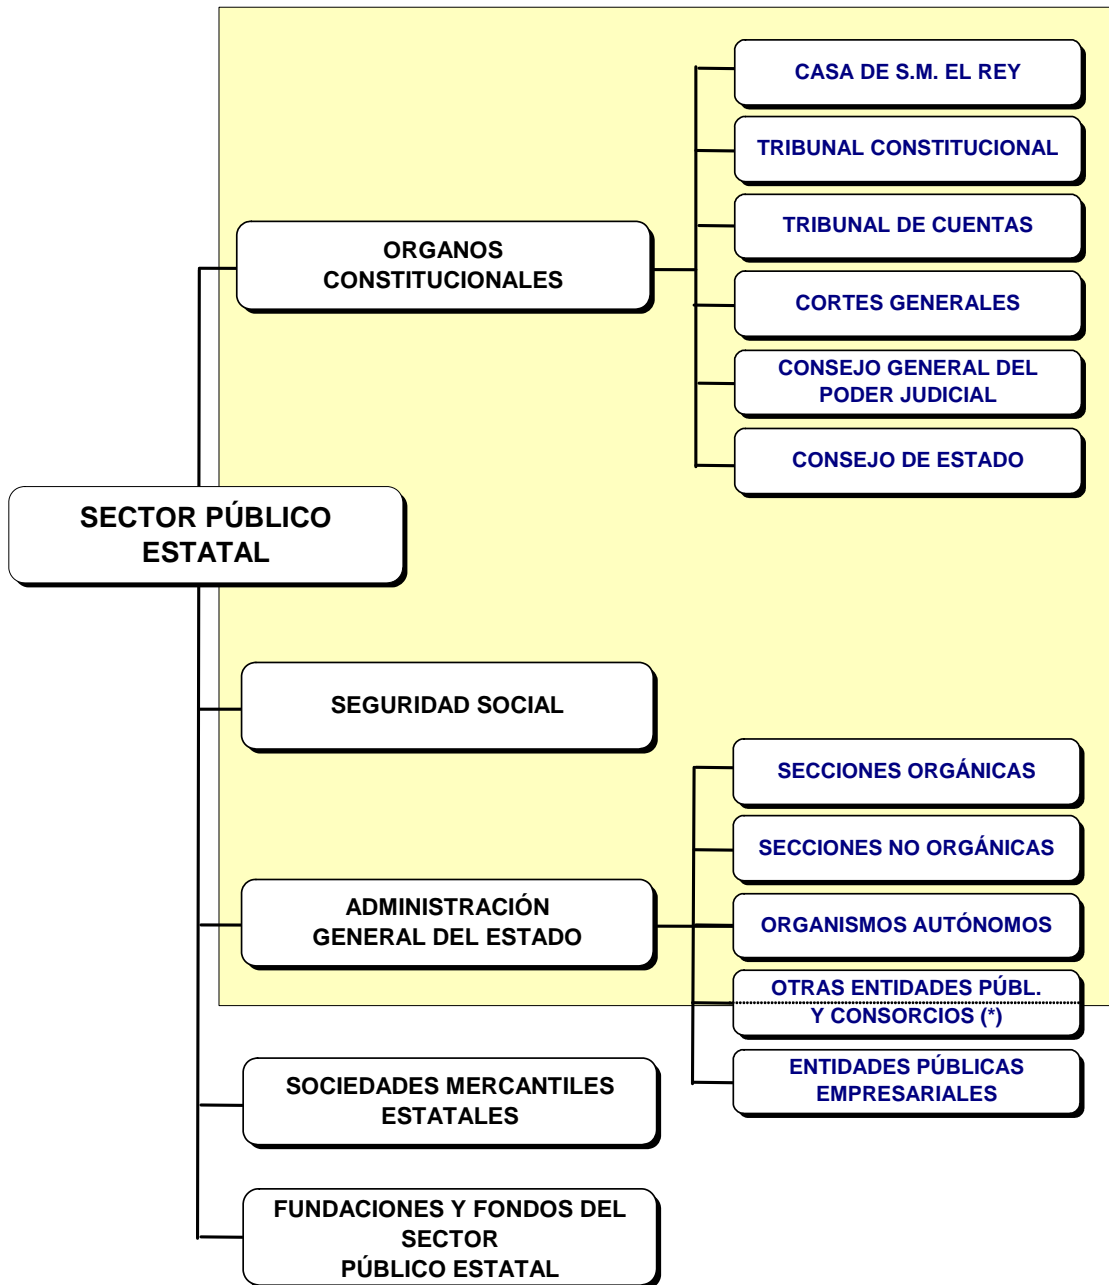 CASA DE S.M. EL REY
TRIBUNAL CONSTITUCIONAL
TRIBUNAL DE CUENTAS
ORGANOS
CONSTITUCIONALES
CORTES GENERALES
CONSEJO GENERAL DEL
PODER JUDICIAL
CONSEJO DE ESTADO
SECTOR PÚBLICO
ESTATAL
SEGURIDAD SOCIAL
SECCIONES ORGÁNICAS
SECCIONES NO ORGÁNICAS
ADMINISTRACIÓN
GENERAL DEL ESTADO
ORGANISMOS AUTÓNOMOS
OTRAS ENTIDADES PÚBL.
Y CONSORCIOS (*)
ENTIDADES PÚBLICAS
EMPRESARIALES
SOCIEDADES MERCANTILES
ESTATALES
FUNDACIONES Y FONDOS DEL
SECTOR
PÚBLICO ESTATAL